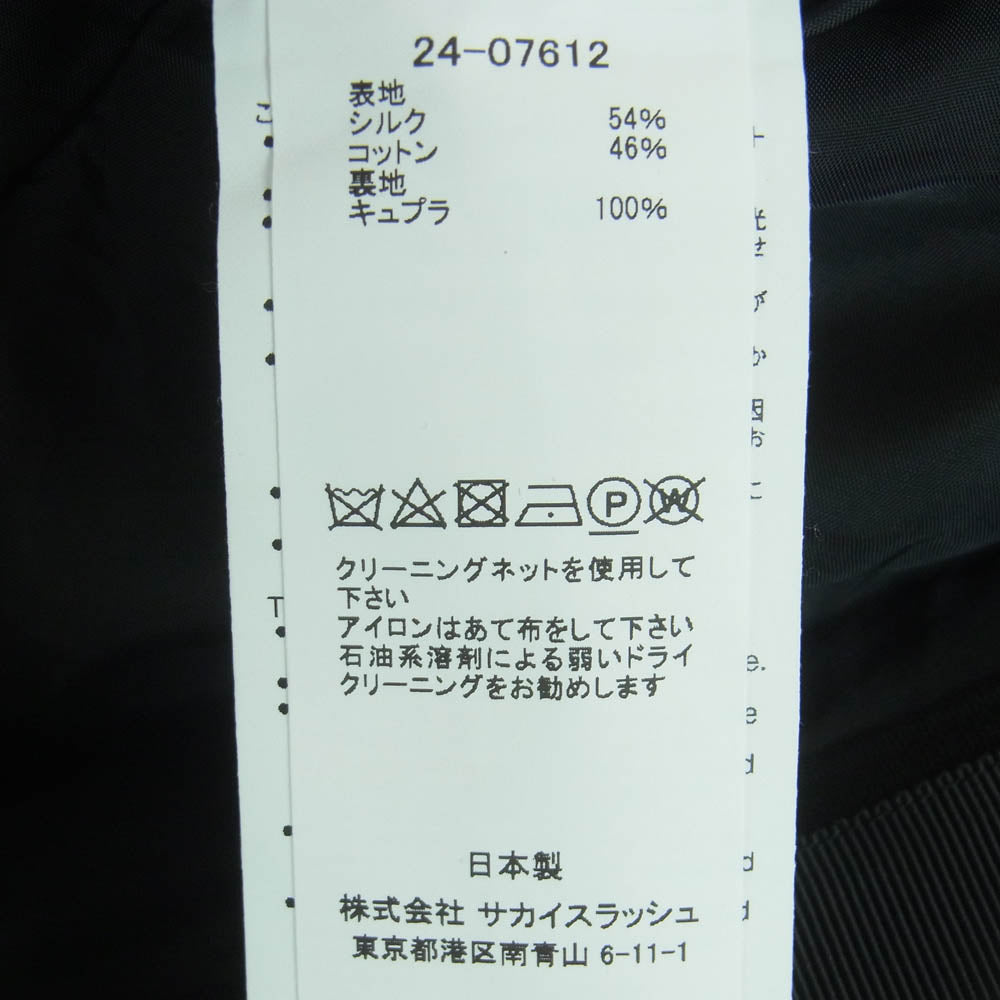 24-07612
表地
シルク 54%
コットン 46%
裏地
キュプラ 100%
P W
クリーニングネットを使用して
下さい
アイロンはあて布をして下さい
石油系溶剤による弱いドライ
クリーニングをお勧めします
日本製
株式会社 サカイスラッシュ
東京都港区南青山 6-11-1